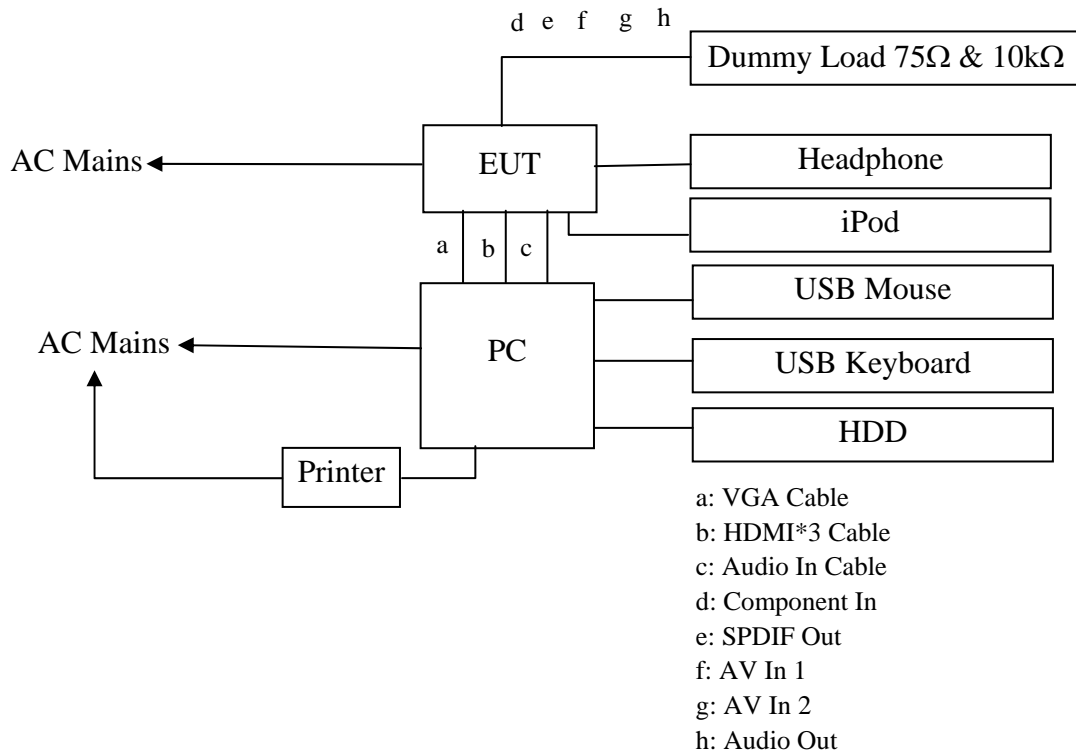 d e f g h
Dummy Load 75Ω & 10kΩ
AC Mains
EUT
Headphone
iPod
a b c
USB Mouse
AC Mains
PC
USB Keyboard
HDD
Printer
a: VGA Cable
b: HDMI*3 Cable
c: Audio In Cable
d: Component In
e: SPDIF Out
f: AV In 1
g: AV In 2
h: Audio Out